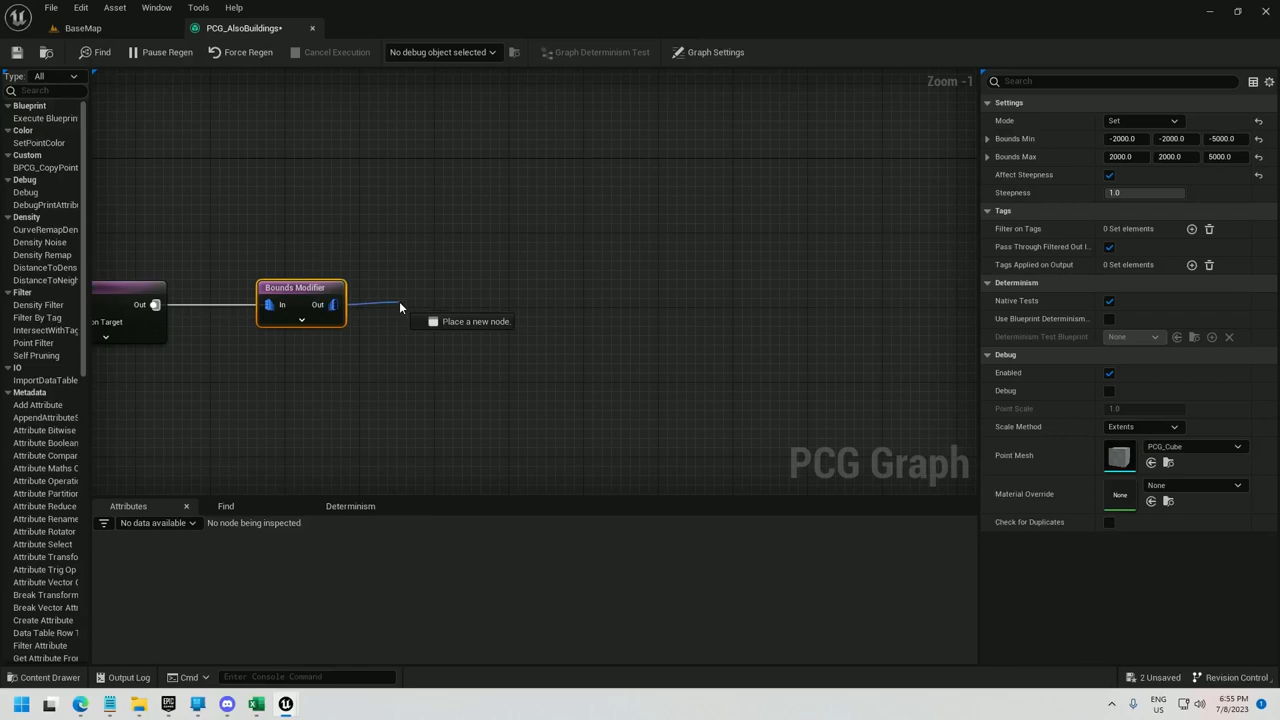 File Edit Asset Window Tools Help
BaseMap PCG_AlsoBuildings*
Find Pause Regen Force Regen Cancel Execution No debug object selected Graph Determinism Test Graph Settings
Type: All
Search
Blueprint
Execute Blueprin
Color
SetPointColor
Custom
BPCG_CopyPoint
Debug
Debug
DebugPrintAttrib
Density
CurveRemapDen
Density Noise
Density Remap
DistanceToDens
DistanceToNeigh
Filter
Density Filter
Filter By Tag
IntersectWithTag
Point Filter
Self Pruning
IO
ImportDataTable
Metadata
Add Attribute
AppendAttributeS
Attribute Bitwise
Attribute Boolean
Attribute Compar
Attribute Maths C
Attribute Operati
Attribute Partition
Attribute Reduce
Attribute Rename
Attribute Rotator
Attribute Select
Attribute Transfo
Attribute Trig Op
Attribute Vector O
Break Transform
Break Vector Attr
Create Attribute
Data Table Row T
Filter Attribute
Get Attribute Fro
Zoom -1
Out
on Target
Bounds Modifier
In Out
Place a new node.
PCG Graph
Attributes Find Determinism
No data available No node being inspected
Search
Settings
Mode Set
Bounds Min -2000.0 -2000.0 -5000.0
Bounds Max 2000.0 2000.0 5000.0
Affect Steepness
Steepness 1.0
Tags
Filter on Tags 0 Set elements
Pass Through Filtered Out I...
Tags Applied on Output 0 Set elements
Determinism
Native Tests
Use Blueprint Determinism...
Determinism Test Blueprint None
Debug
Enabled
Debug
Point Scale 1.0
Scale Method Extents
Point Mesh PCG_Cube
Material Override None None
Check for Duplicates
Content Drawer Output Log Cmd Enter Console Command 2 Unsaved Revision Control
ENG
US
6:55 PM
7/8/2023
1